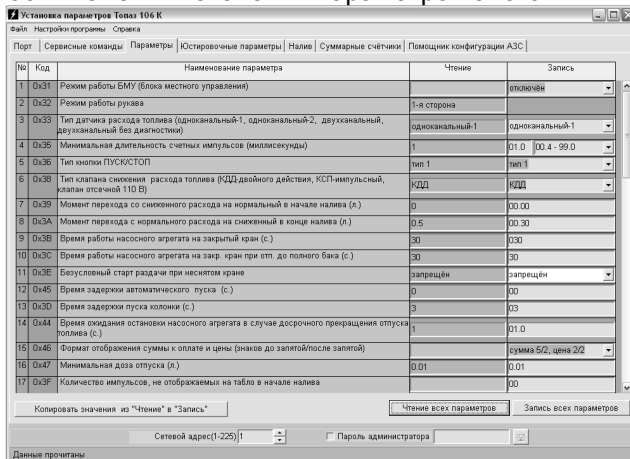 Установка параметров Топаз 106 К
Файл Настройки программы Справка
Порт Сервисные команды Параметры Юстировочные параметры Налив Суммарные счётчики Помощник конфигурации АЗС
№ Код Наименование параметра Чтение Запись
1 0x31 Режим работы БМУ (блока местного управления) отключён
2 0x32 Режим работы рукава 1-я сторона
3 0x33 Тип датчика расхода топлива (одноканальный-1, одноканальный-2, двухканальный, двухканальный без диагностики) одноканальный-1 одноканальный-1
4 0x35 Минимальная длительность счетных импульсов (миллисекунды) 1 01.0 00.4 - 99.0
5 0x36 Тип кнопки ПУСК/СТОП тип 1 тип 1
6 0x38 Тип клапана снижения расхода топлива (КДД-двойного действия, КСП-импульсный, клапан отсечной 110 В) КДД КДД
7 0x39 Момент перехода со сниженного расхода на нормальный в начале налива (л.) 0 00.00
8 0x3A Момент перехода с нормального расхода на сниженный в конце налива (л.) 0.5 00.30
9 0x3B Время работы насосного агрегата на закрытый кран (с.) 30 030
10 0x3C Время работы насосного агрегата на закр. кран при отп. до полного бака (с.) 30 30
11 0x3E Безусловный старт раздачи при неснятом кране запрещён запрещён
12 0x45 Время задержки автоматического пуска (с.) 0 00
13 0x3D Время задержки пуска колонки (с.) 3 03
14 0x44 Время ожидания остановки насосного агрегата в случае досрочного прекращения отпуска топлива (с.) 1 01.0
15 0x46 Формат отображения суммы к оплате и цены (знаков до запятой/после запятой) сумма 5/2, цена 2/2
16 0x47 Минимальная доза отпуска (л.) 0.01 0.01
17 0x3F Количество импульсов, не отображаемых на табло в начале налива 00
Копировать значения из "Чтение" в "Запись" Чтение всех параметров Запись всех параметров
Сетевой адрес(1-225) 1 Пароль администратора
Данные прочитаны